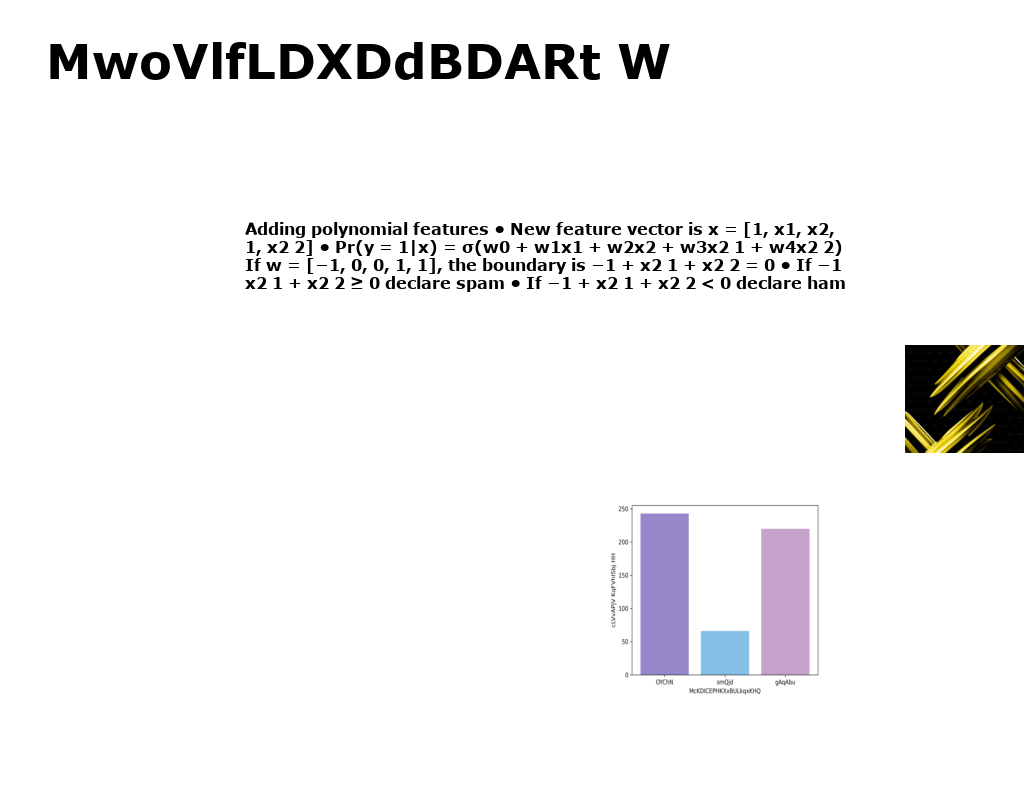 MwoVlfLDXDdBDARt W
Adding polynomial features • New feature vector is x = [1, x1, x2,
1, x2 2] • Pr(y = 1|x) = σ(w0 + w1x1 + w2x2 + w3x2 1 + w4x2 2)
If w = [−1, 0, 0, 1, 1], the boundary is −1 + x2 1 + x2 2 = 0 • If −1
x2 1 + x2 2 ≥ 0 declare spam • If −1 + x2 1 + x2 2 < 0 declare ham
250
200
150
100
50
0
OYChN smQjd gAqAbu
McKDICEPHKXxBULkqxKHQ